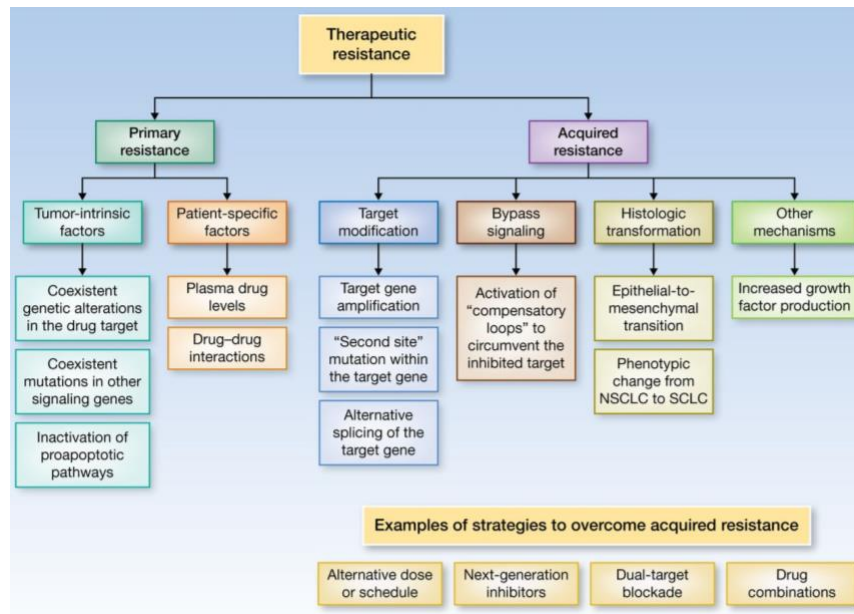 Therapeutic
resistance
Primary
resistance
Acquired
resistance
Tumor-intrinsic
factors
Patient-specific
factors
Target
modification
Bypass
signaling
Histologic
transformation
Other
mechanisms
Coexistent
genetic alterations
in the drug target
Coexistent
mutations in other
signaling genes
Inactivation of
proapoptotic
pathways
Plasma drug
levels
Drug–drug
interactions
Target gene
amplification
“Second site”
mutation within
the target gene
Alternative
splicing of the
target gene
Activation of
“compensatory
loops” to
circumvent the
inhibited target
Epithelial-to-
mesenchymal
transition
Phenotypic
change from
NSCLC to SCLC
Increased growth
factor production
Examples of strategies to overcome acquired resistance
Alternative dose
or schedule
Next-generation
inhibitors
Dual-target
blockade
Drug
combinations